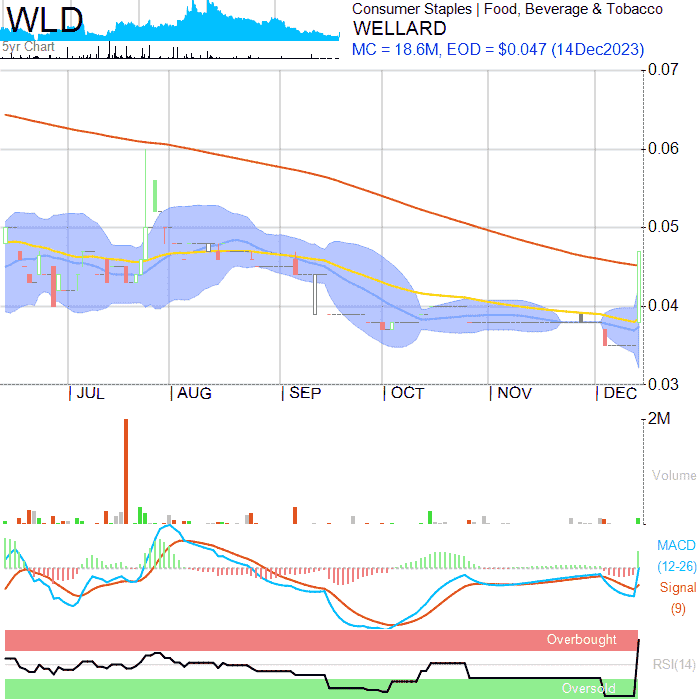 WLD
5yr Chart
Consumer Staples | Food, Beverage & Tobacco
WELLARD
MC = 18.6M, EOD = $0.047 (14Dec2023)
0.07
0.06
0.05
0.04
0.03
JUL AUG SEP OCT NOV DEC
2M
Volume
MACD
(12-26)
Signal
(9)
Overbought
RSI(14)
Oversold